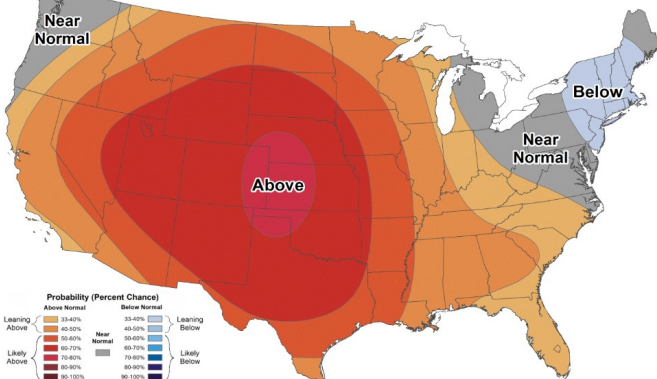 Near
Normal
Below
Near
Normal
Above
Probability (Percent Chance)
Above Normal
Below Normal
Leaning
Above
33-40%
40-50%
Likely
Above
50-60%
60-70%
70-80%
80-90%
90-100%
Near
Normal
33-40%
40-50%
Leaning
Below
50-60%
60-70%
70-80%
80-90%
90-100%
Likely
Below